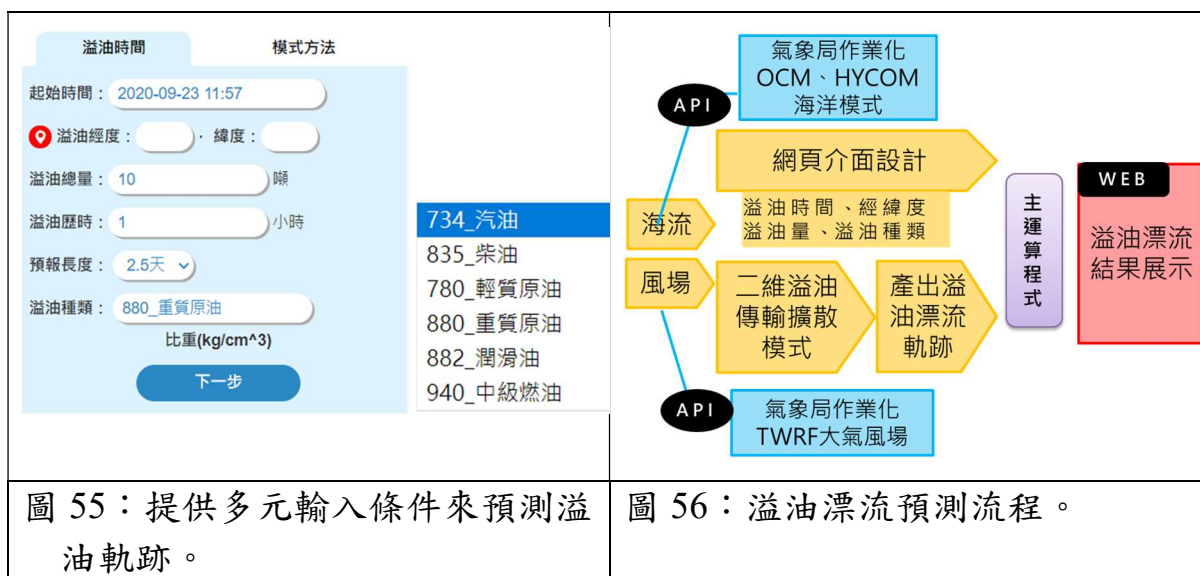 溢油時間
模式方法
起始時間： 2020-09-23 11:57
溢油經度： ． 緯度：
溢油總量： 10 噸
溢油歷時： 1 小時
預報長度： 2.5天
溢油種類： 880_重質原油
比重(kg/cm^3)
下一步
734_汽油
835_柴油
780_輕質原油
880_重質原油
882_潤滑油
940_中級燃油
氣象局作業化
OCM、HYCOM
海洋模式
API
網頁介面設計
溢油時間、經緯度
溢油量、溢油種類
海流
風場
二維溢油
傳輸擴散
模式
產出溢
油漂流
軌跡
主
運
算
程
式
WEB
溢油漂流
結果展示
API
氣象局作業化
TWRF大氣風場
圖 55：提供多元輸入條件來預測溢
油軌跡。
圖 56：溢油漂流預測流程。